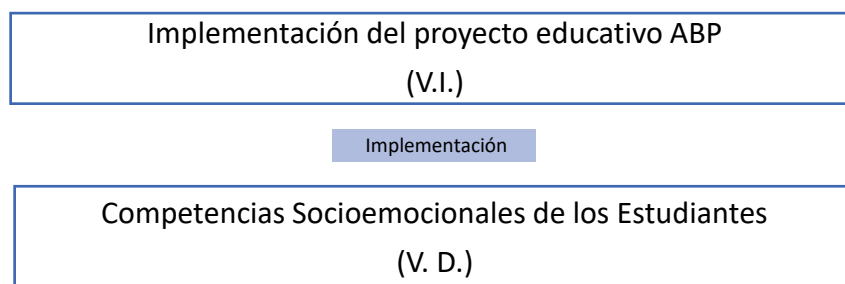 Implementación del proyecto educativo ABP
(V.I.)
Implementación
Competencias Socioemocionales de los Estudiantes
(V. D.)